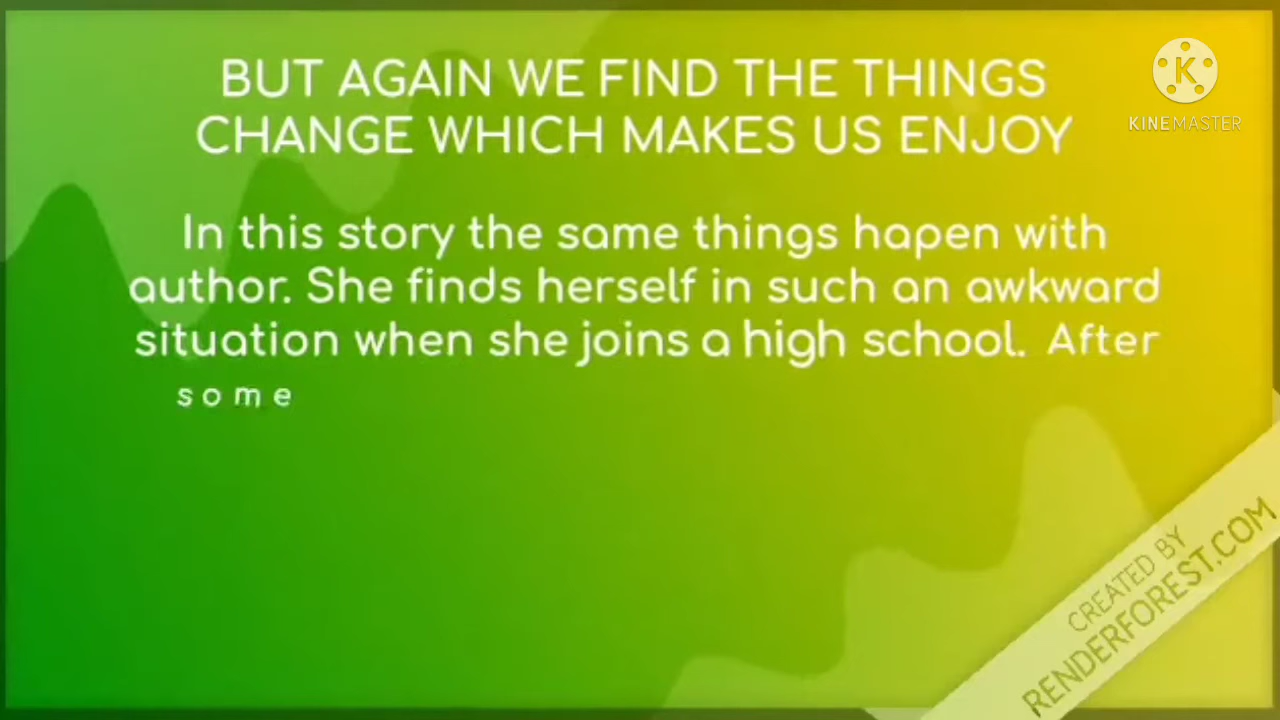 BUT AGAIN WE FIND THE THINGS
CHANGE WHICH MAKES US ENJOY
K
KINEMASTER
In this story the same things hapen with
author. She finds herself in such an awkward
situation when she joins a high school. After
some
CREATED BY
RENDERFOREST.COM